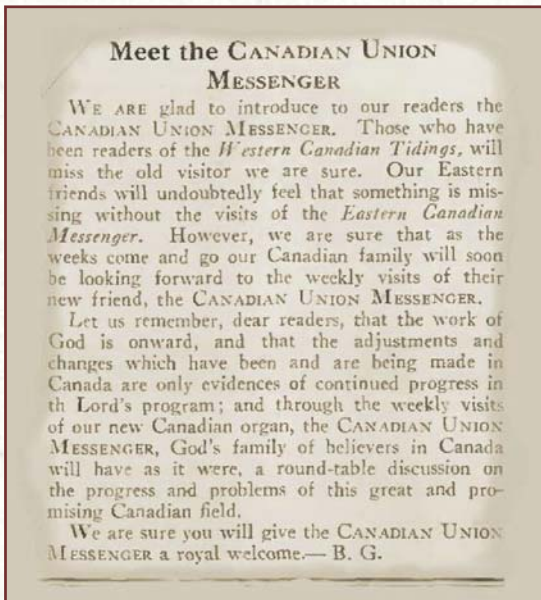 Meet the CANADIAN UNION
MESSENGER
WE ARE glad to introduce to our readers the
CANADIAN UNION MESSENGER. Those who have
been readers of the Western Canadian Tidings, will
miss the old visitor we are sure. Our Eastern
friends will undoubtedly feel that something is mis-
sing without the visits of the Eastern Canadian
Messenger. However, we are sure that as the
weeks come and go our Canadian family will soon
be looking forward to the weekly visits of their
new friend, the CANADIAN UNION MESSENGER.
Let us remember, dear readers, that the work of
God is onward, and that the adjustments and
changes which have been and are being made in
Canada are only evidences of continued progress in
th Lord's program; and through the weekly visits
of our new Canadian organ, the CANADIAN UNION
MESSENGER, God's family of believers in Canada
will have as it were, a round-table discussion on
the progress and problems of this great and pro-
mising Canadian field.
We are sure you will give the CANADIAN UNION
MESSENGER a royal welcome.— B. G.